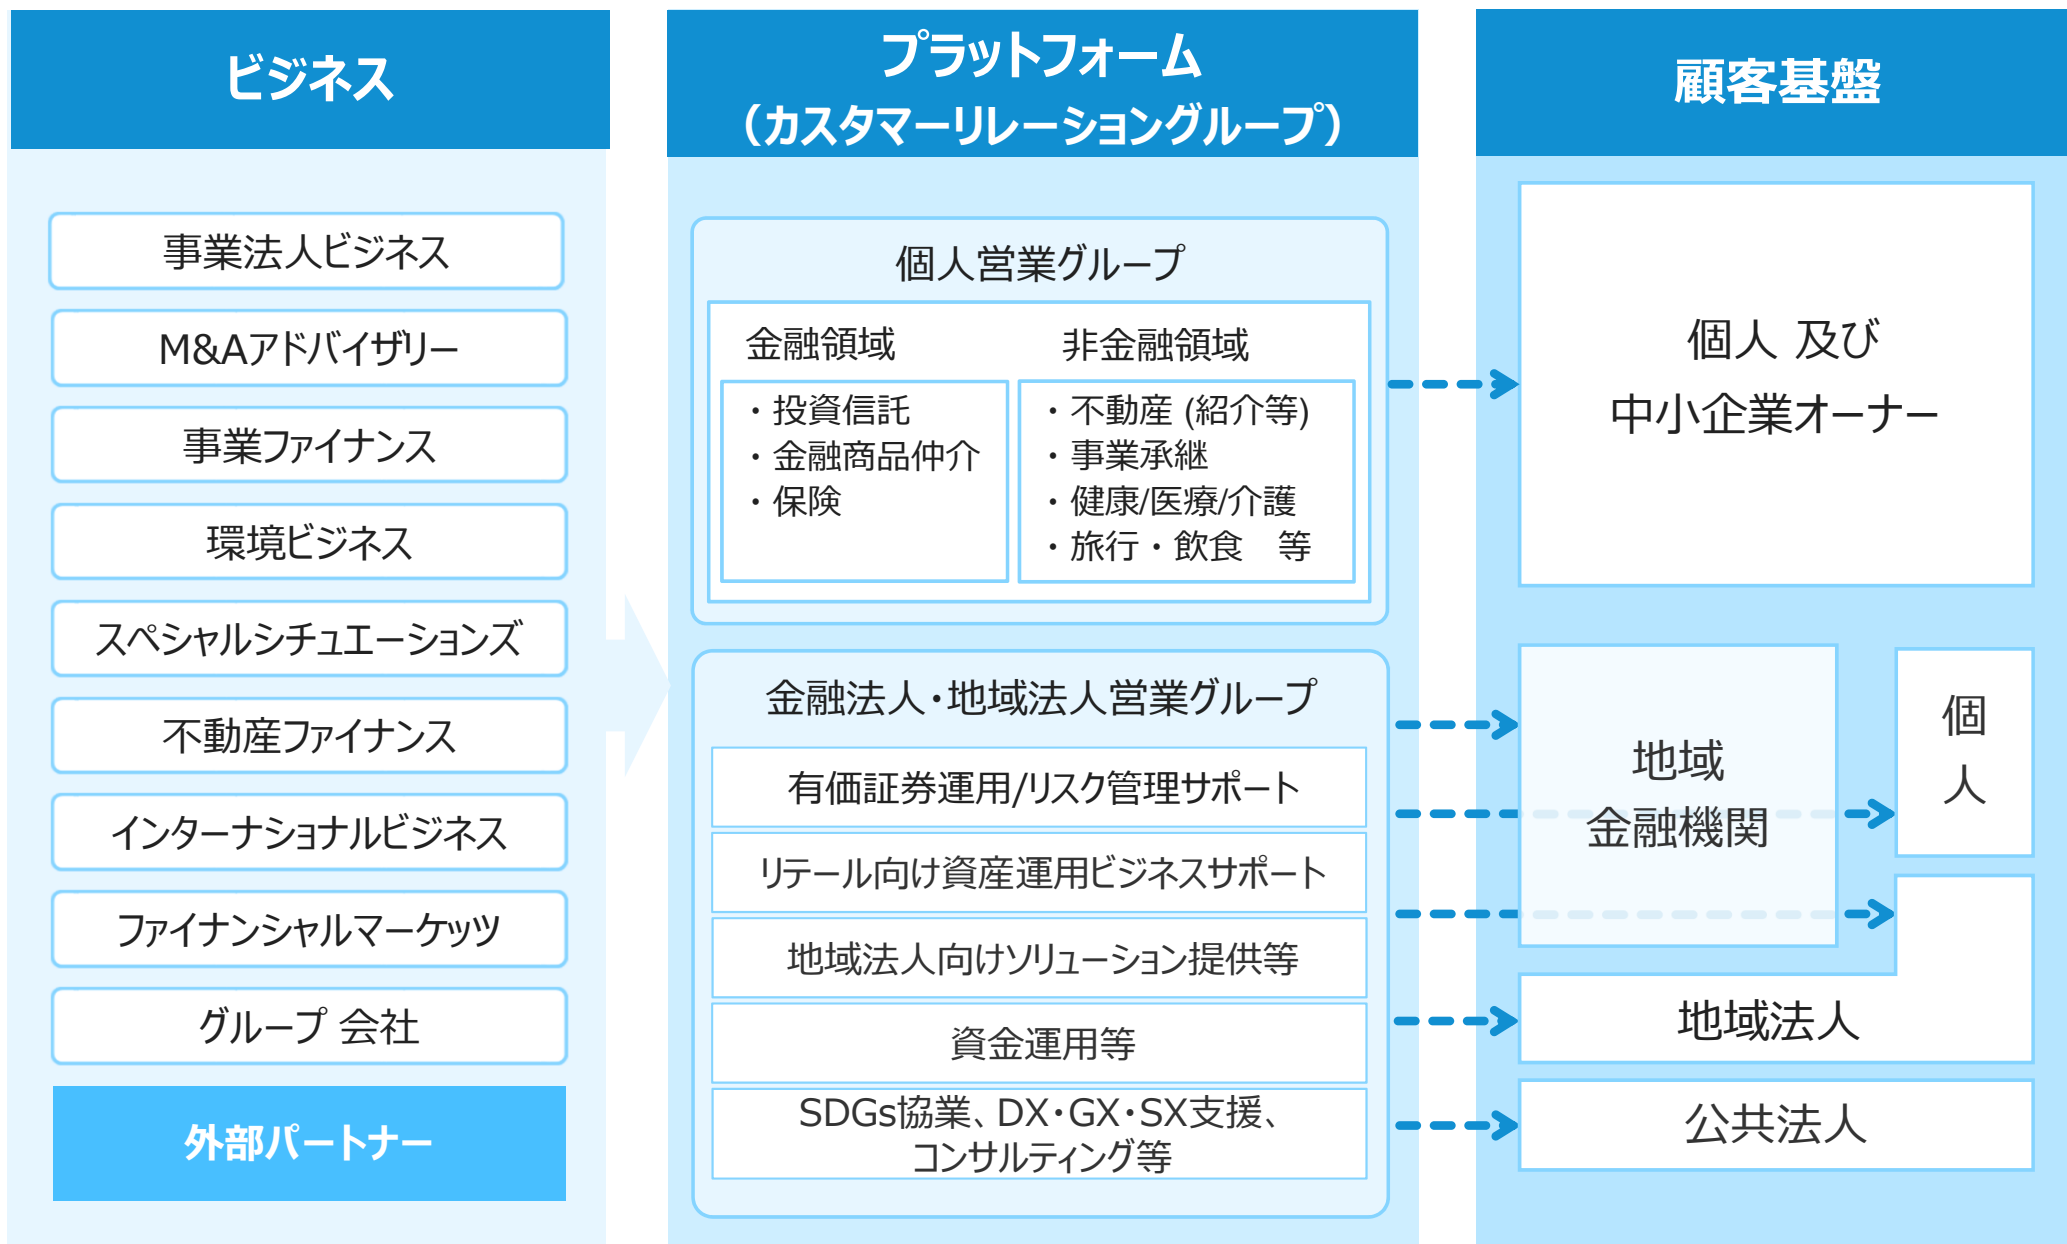 ビジネス
事業法人ビジネス
M&Aアドバイザリー
事業ファイナンス
環境ビジネス
スペシャルシチュエーションズ
不動産ファイナンス
インターナショナルビジネス
ファイナンシャルマーケッツ
グループ 会社
外部パートナー
プラットフォーム
（カスタマーリレーショングループ）
個人営業グループ
金融領域
・投資信託
・金融商品仲介
・保険
非金融領域
・不動産 (紹介等)
・事業承継
・健康/医療/介護
・旅行・飲食　等
金融法人・地域法人営業グループ
有価証券運用/リスク管理サポート
リテール向け資産運用ビジネスサポート
地域法人向けソリューション提供等
資金運用等
SDGs協業、DX・GX・SX支援、
コンサルティング等
顧客基盤
個人 及び
中小企業オーナー
地域
金融機関
個
人
地域法人
公共法人